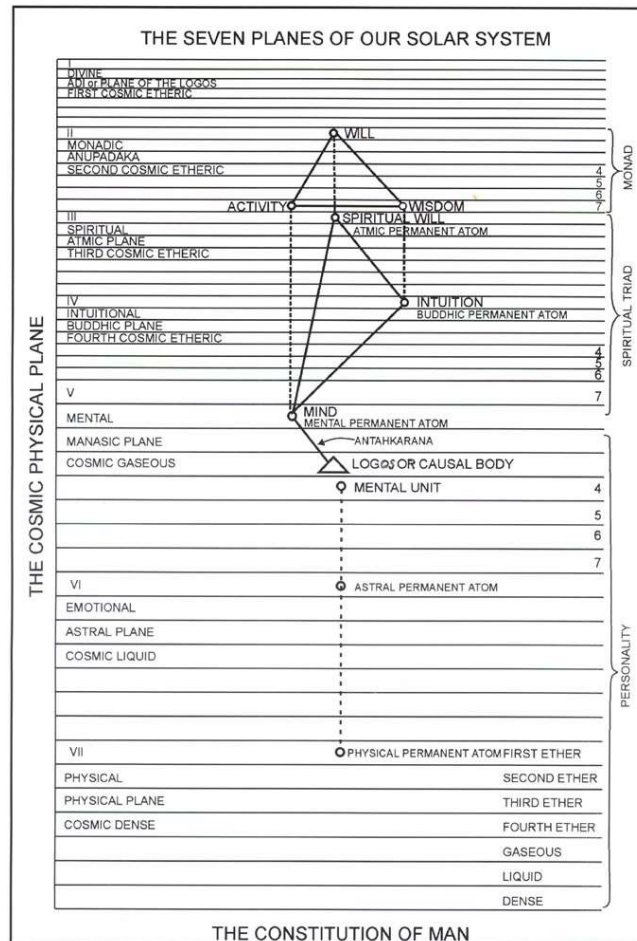 THE SEVEN PLANES OF OUR SOLAR SYSTEM
I
DIVINE
ADI or PLANE OF THE LOGOS
FIRST COSMIC ETHERIC
II
WILL
MONADIC
ANUPADAKA
SECOND COSMIC ETHERIC
4
5
6
ACTIVITY
WISDOM
7
MONAD
III
SPIRITUAL WILL
SPIRITUAL
ATMIC PERMANENT ATOM
ATMIC PLANE
THIRD COSMIC ETHERIC
IV
INTUITION
INTUITIONAL
BUDDHIC PERMANENT ATOM
BUDDHIC PLANE
FOURTH COSMIC ETHERIC
4
5
6
V
7
SPIRITUAL TRIAD
MIND
MENTAL
MENTAL PERMANENT ATOM
MANASIC PLANE
ANTAHKARANA
COSMIC GASEOUS
LOGOS OR CAUSAL BODY
MENTAL UNIT
4
5
6
7
VI
ASTRAL PERMANENT ATOM
EMOTIONAL
ASTRAL PLANE
COSMIC LIQUID
PERSONALITY
VII
PHYSICAL PERMANENT ATOM
FIRST ETHER
PHYSICAL
SECOND ETHER
PHYSICAL PLANE
THIRD ETHER
COSMIC DENSE
FOURTH ETHER
GASEOUS
LIQUID
DENSE
THE COSMIC PHYSICAL PLANE
THE CONSTITUTION OF MAN